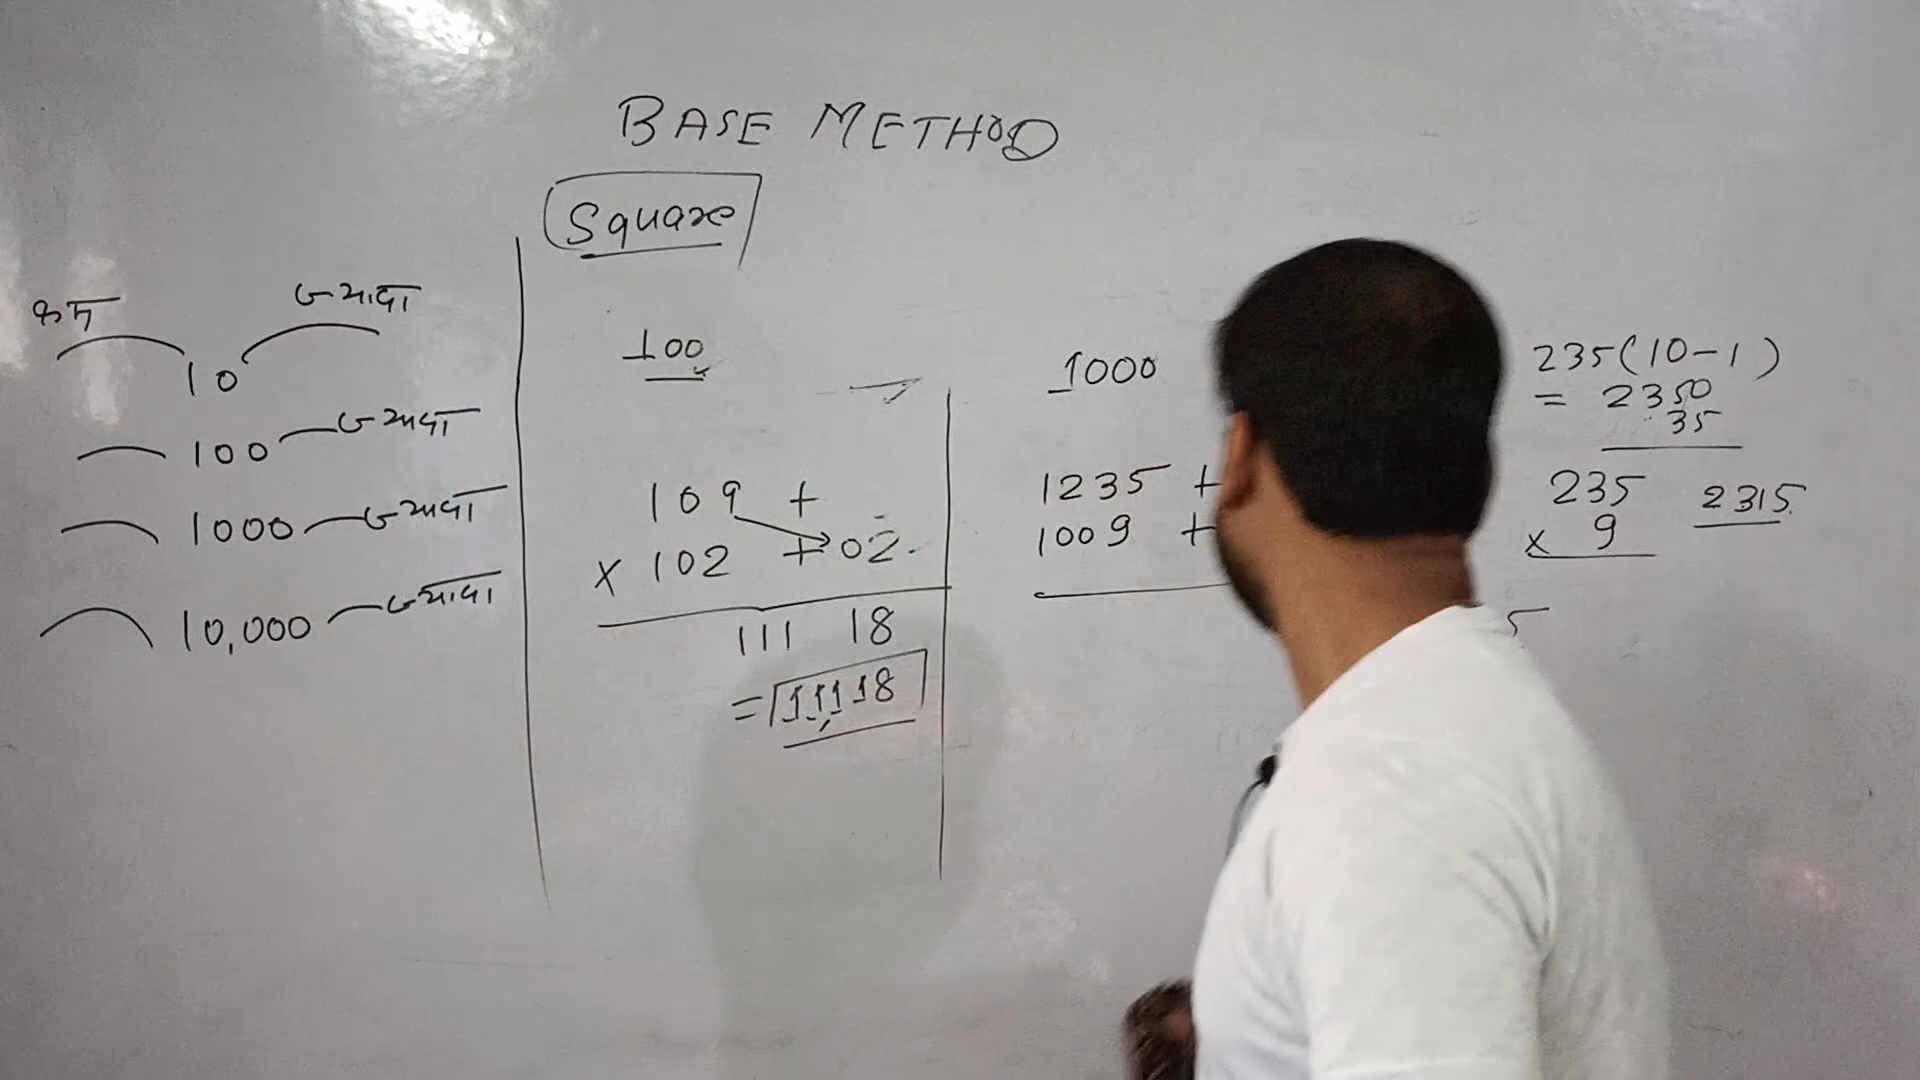 BASE METHOD
Square
कम ज्यादा
10
100 ज्यादा
1000 ज्यादा
10,000 ज्यादा
100
109 +
× 102 +02.
111 18
= 11118
1000
1235 +
1009 +
235(10-1)
= 2350
35
235
× 9
2315
5